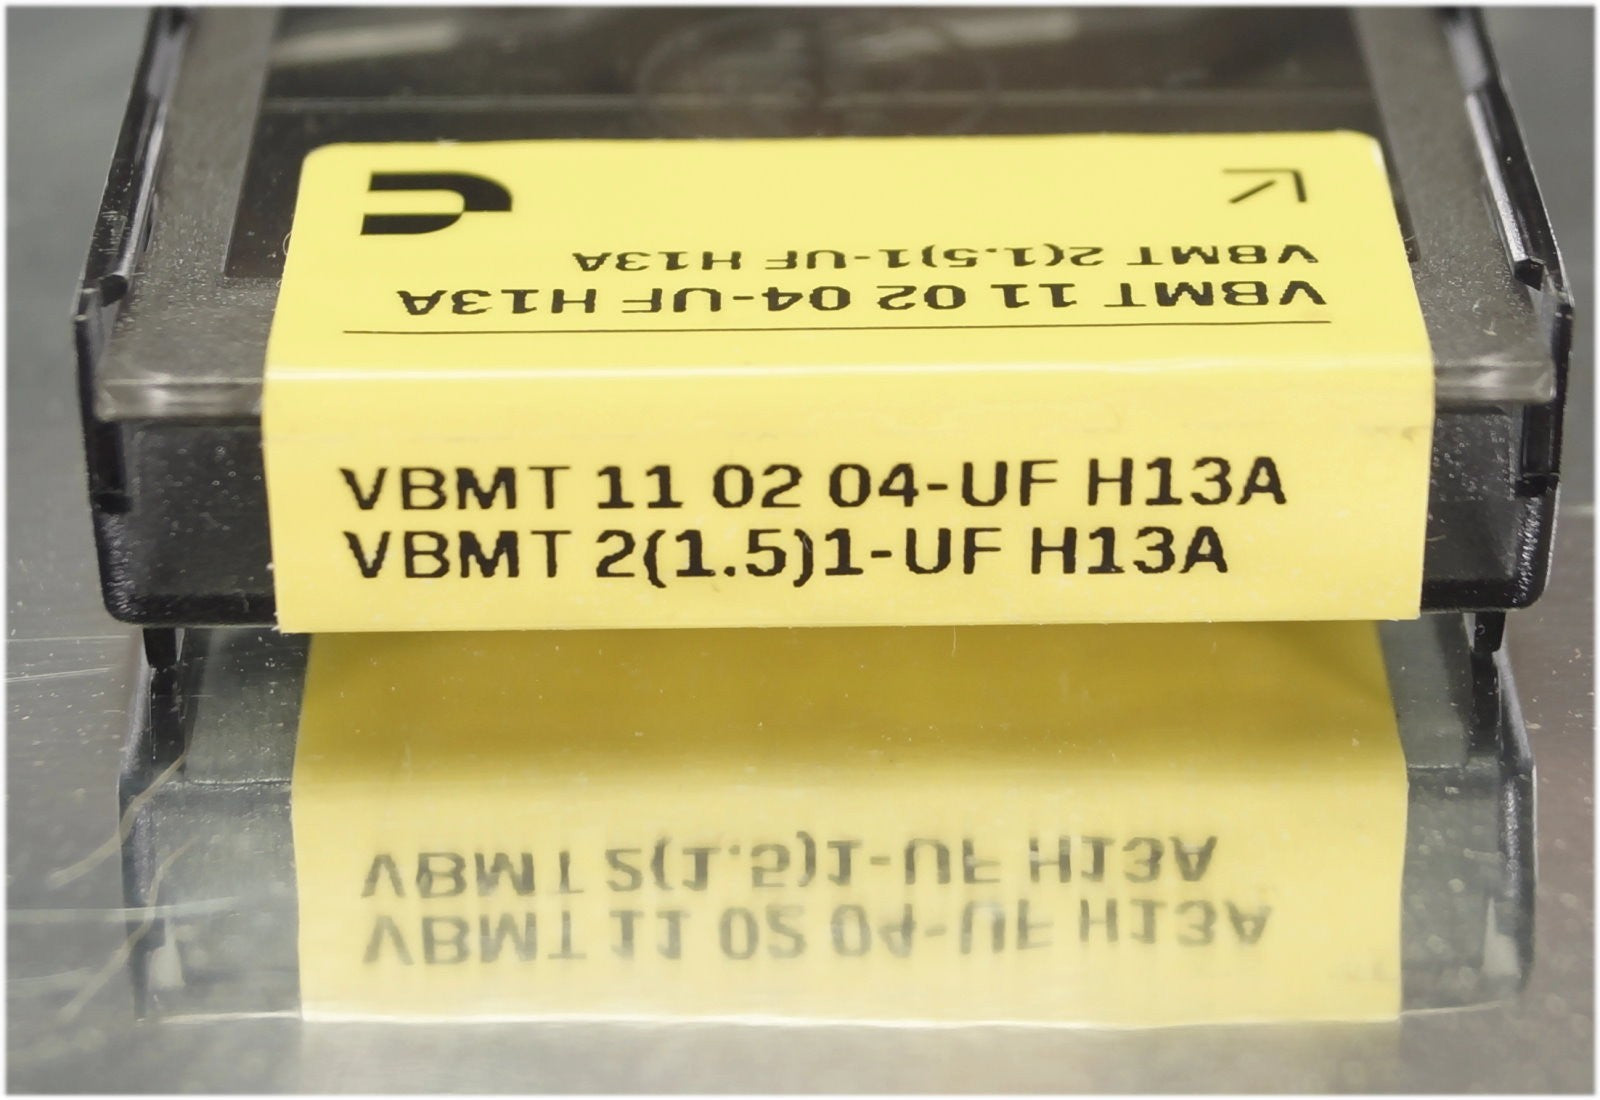 VBMT 11 02 04-UF H13A
VBMT 2(1.5)1-UF H13A
VBMT 11 02 04-UF H13A
VBMT 2(1.5)1-UF H13A